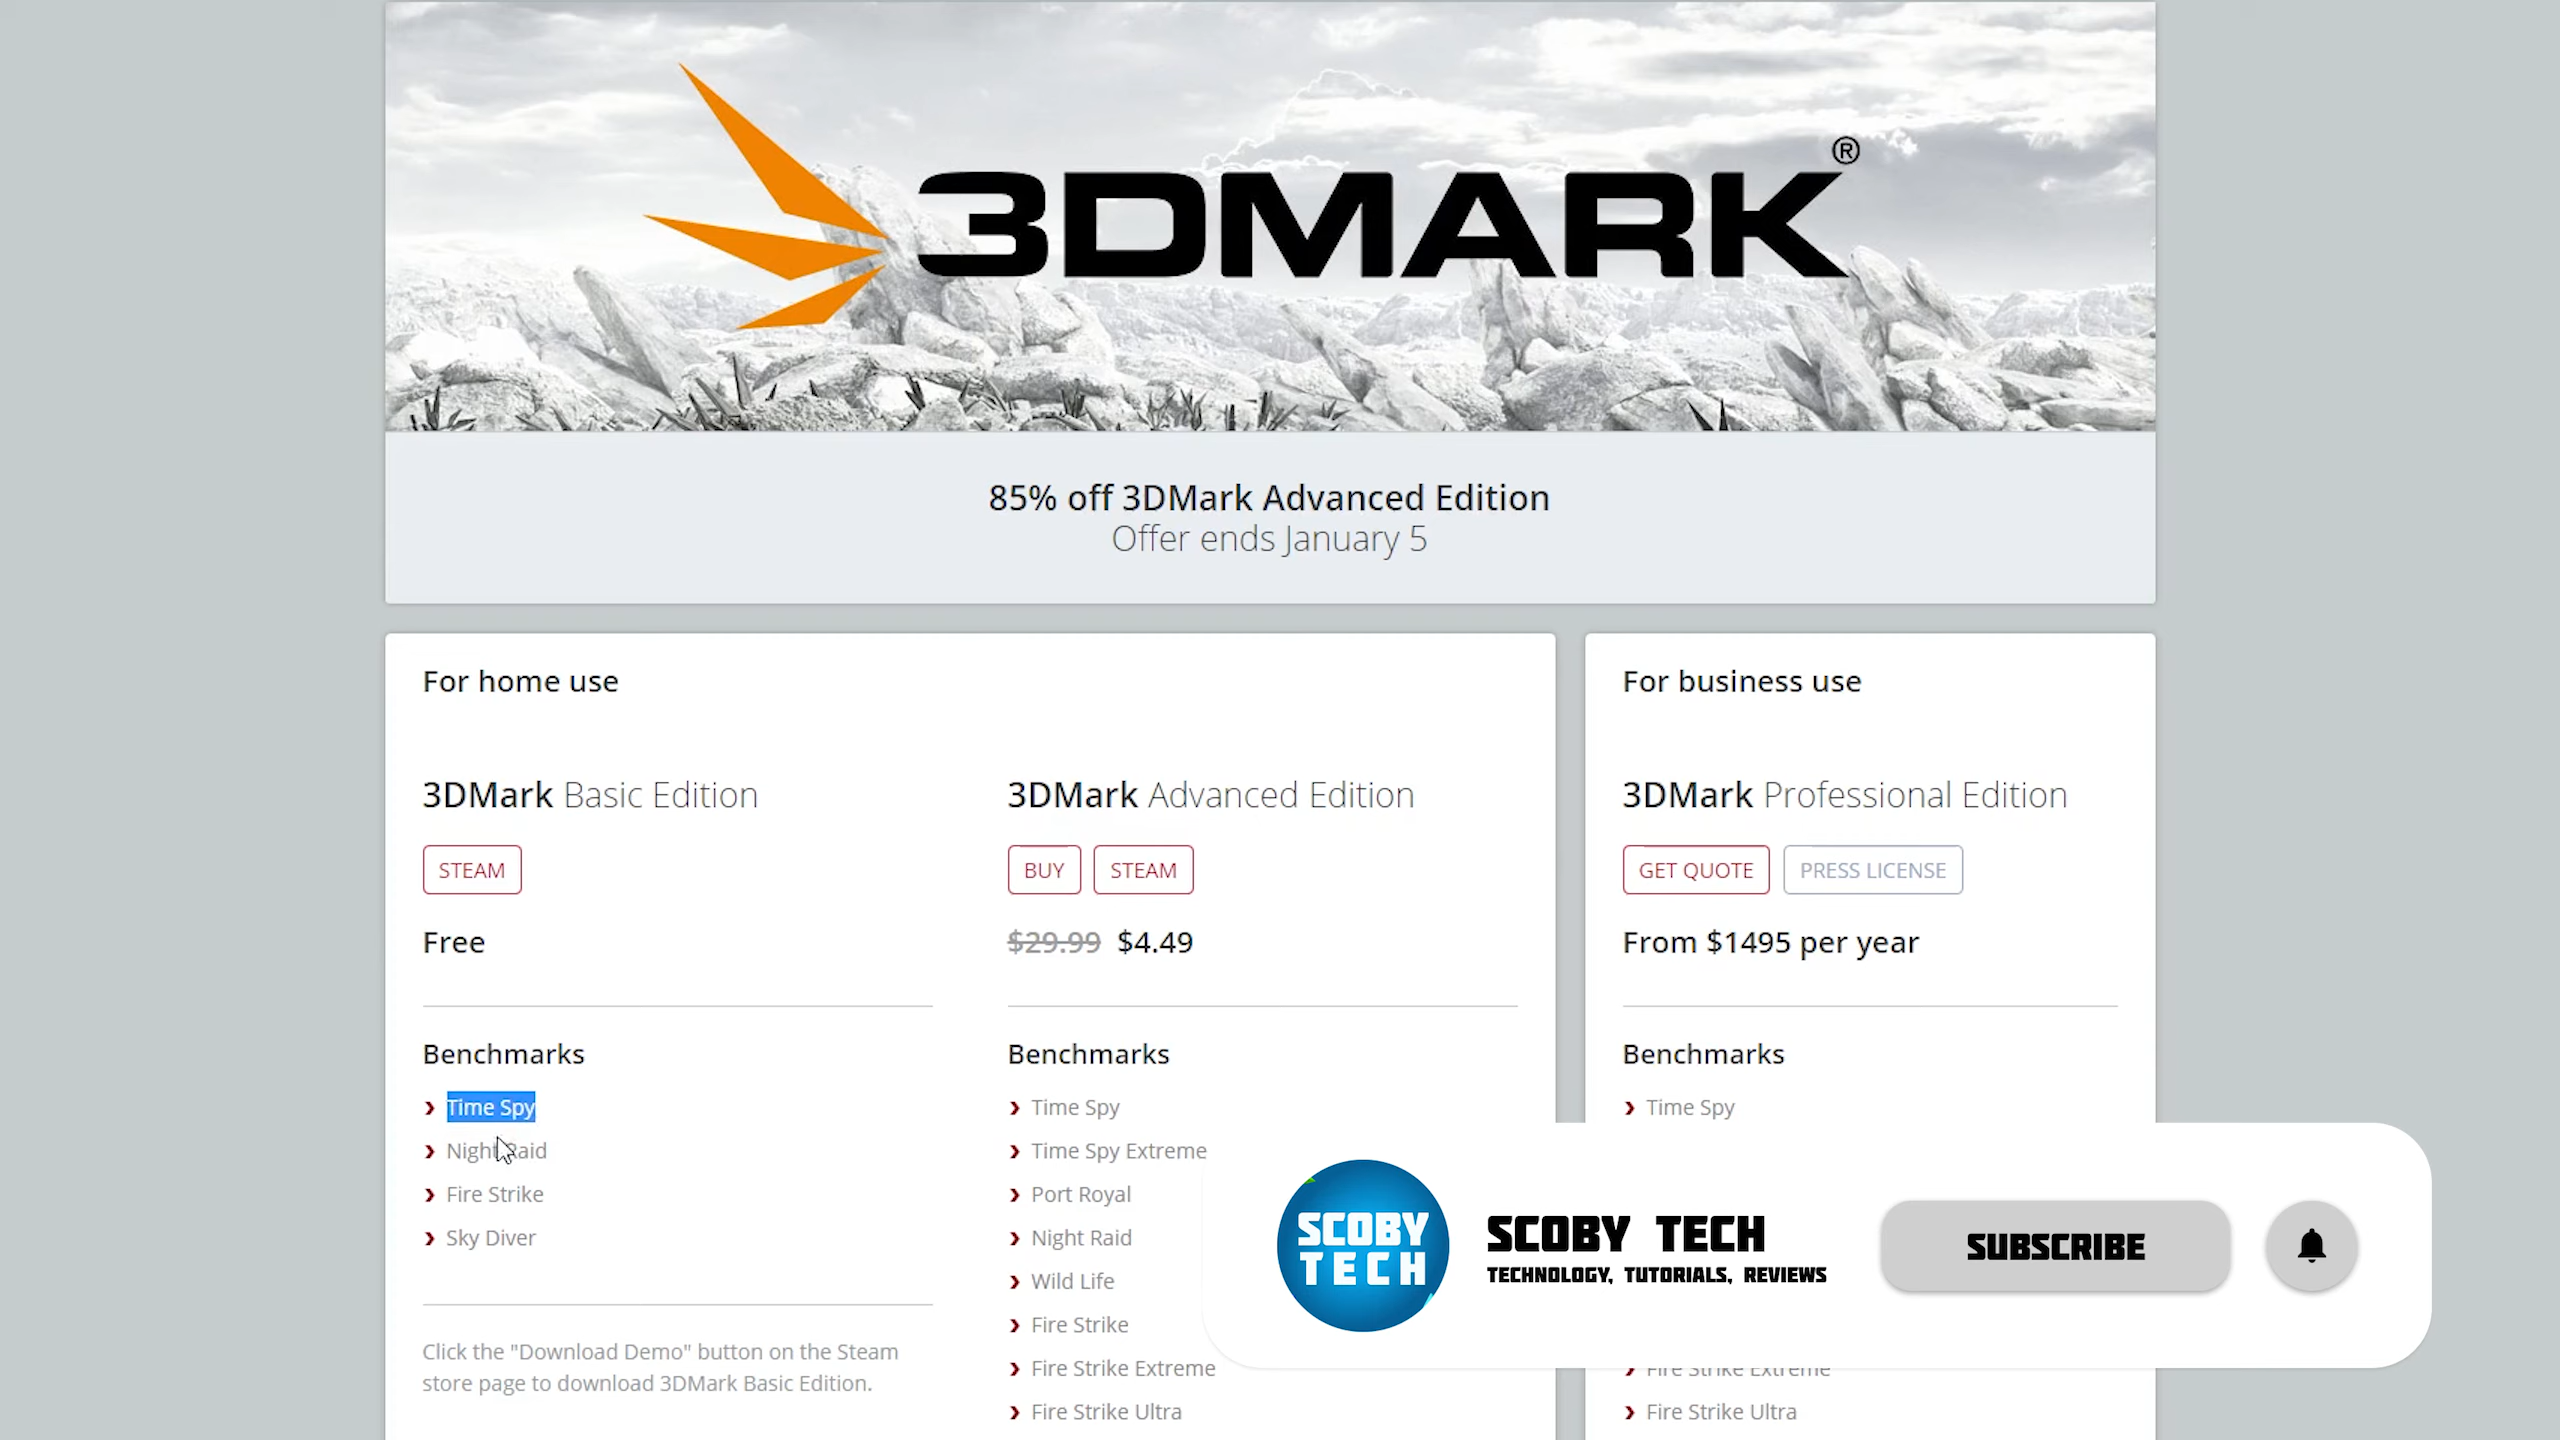 3DMARK®
85% off 3DMark Advanced Edition
Offer ends January 5
For home use
3DMark Basic Edition
STEAM
Free
Benchmarks
Time Spy
Night Raid
Fire Strike
Sky Diver
Click the "Download Demo" button on the Steam
store page to download 3DMark Basic Edition.
3DMark Advanced Edition
BUY STEAM
$29.99 $4.49
Benchmarks
Time Spy
Time Spy Extreme
Port Royal
Night Raid
Wild Life
Fire Strike
Fire Strike Extreme
Fire Strike Ultra
For business use
3DMark Professional Edition
GET QUOTE PRESS LICENSE
From $1495 per year
Benchmarks
Time Spy
Fire Strike Extreme
Fire Strike Ultra
SCOBY
TECH
SCOBY TECH
TECHNOLOGY, TUTORIALS, REVIEWS
SUBSCRIBE